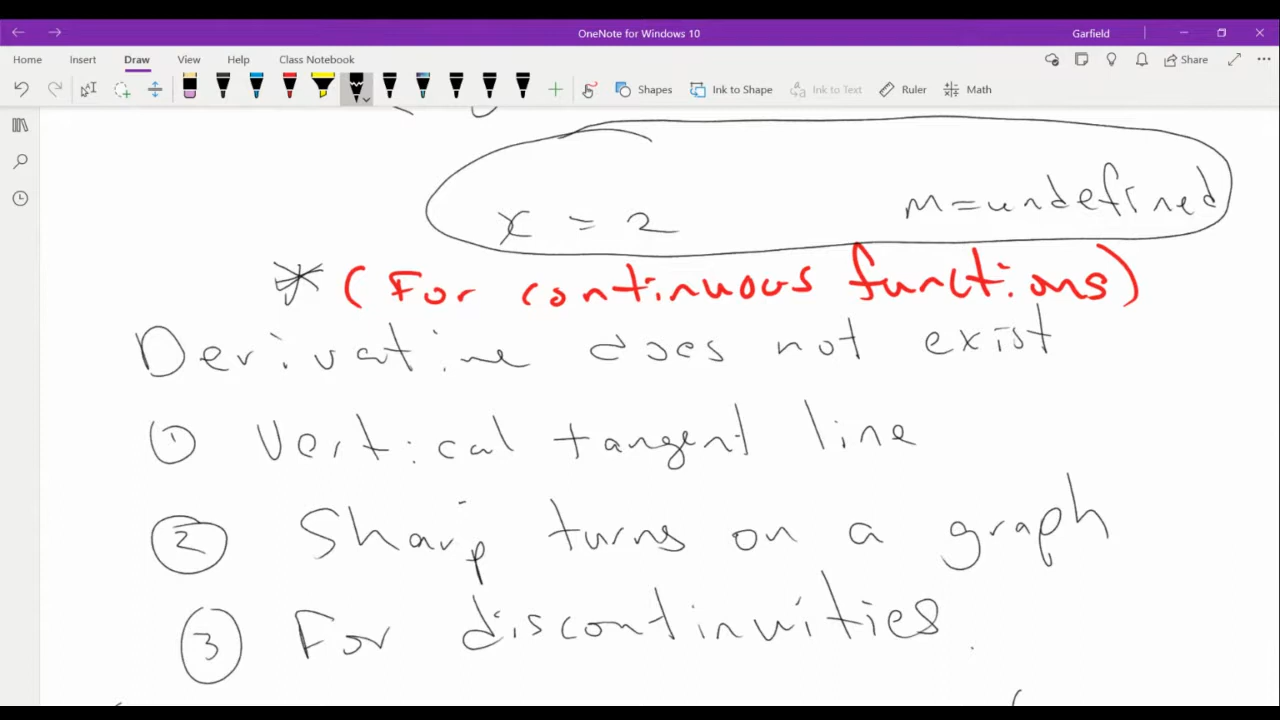 OneNote for Windows 10
Garfield
Home Insert Draw View Help Class Notebook
Share
Shapes Ink to Shape Ink to Text Ruler Math
x = 2 m=undefined
* (For continuous functions)
Derivative does not exist
① Vertical tangent line
② Sharp turns on a graph
③ For discontinuities.